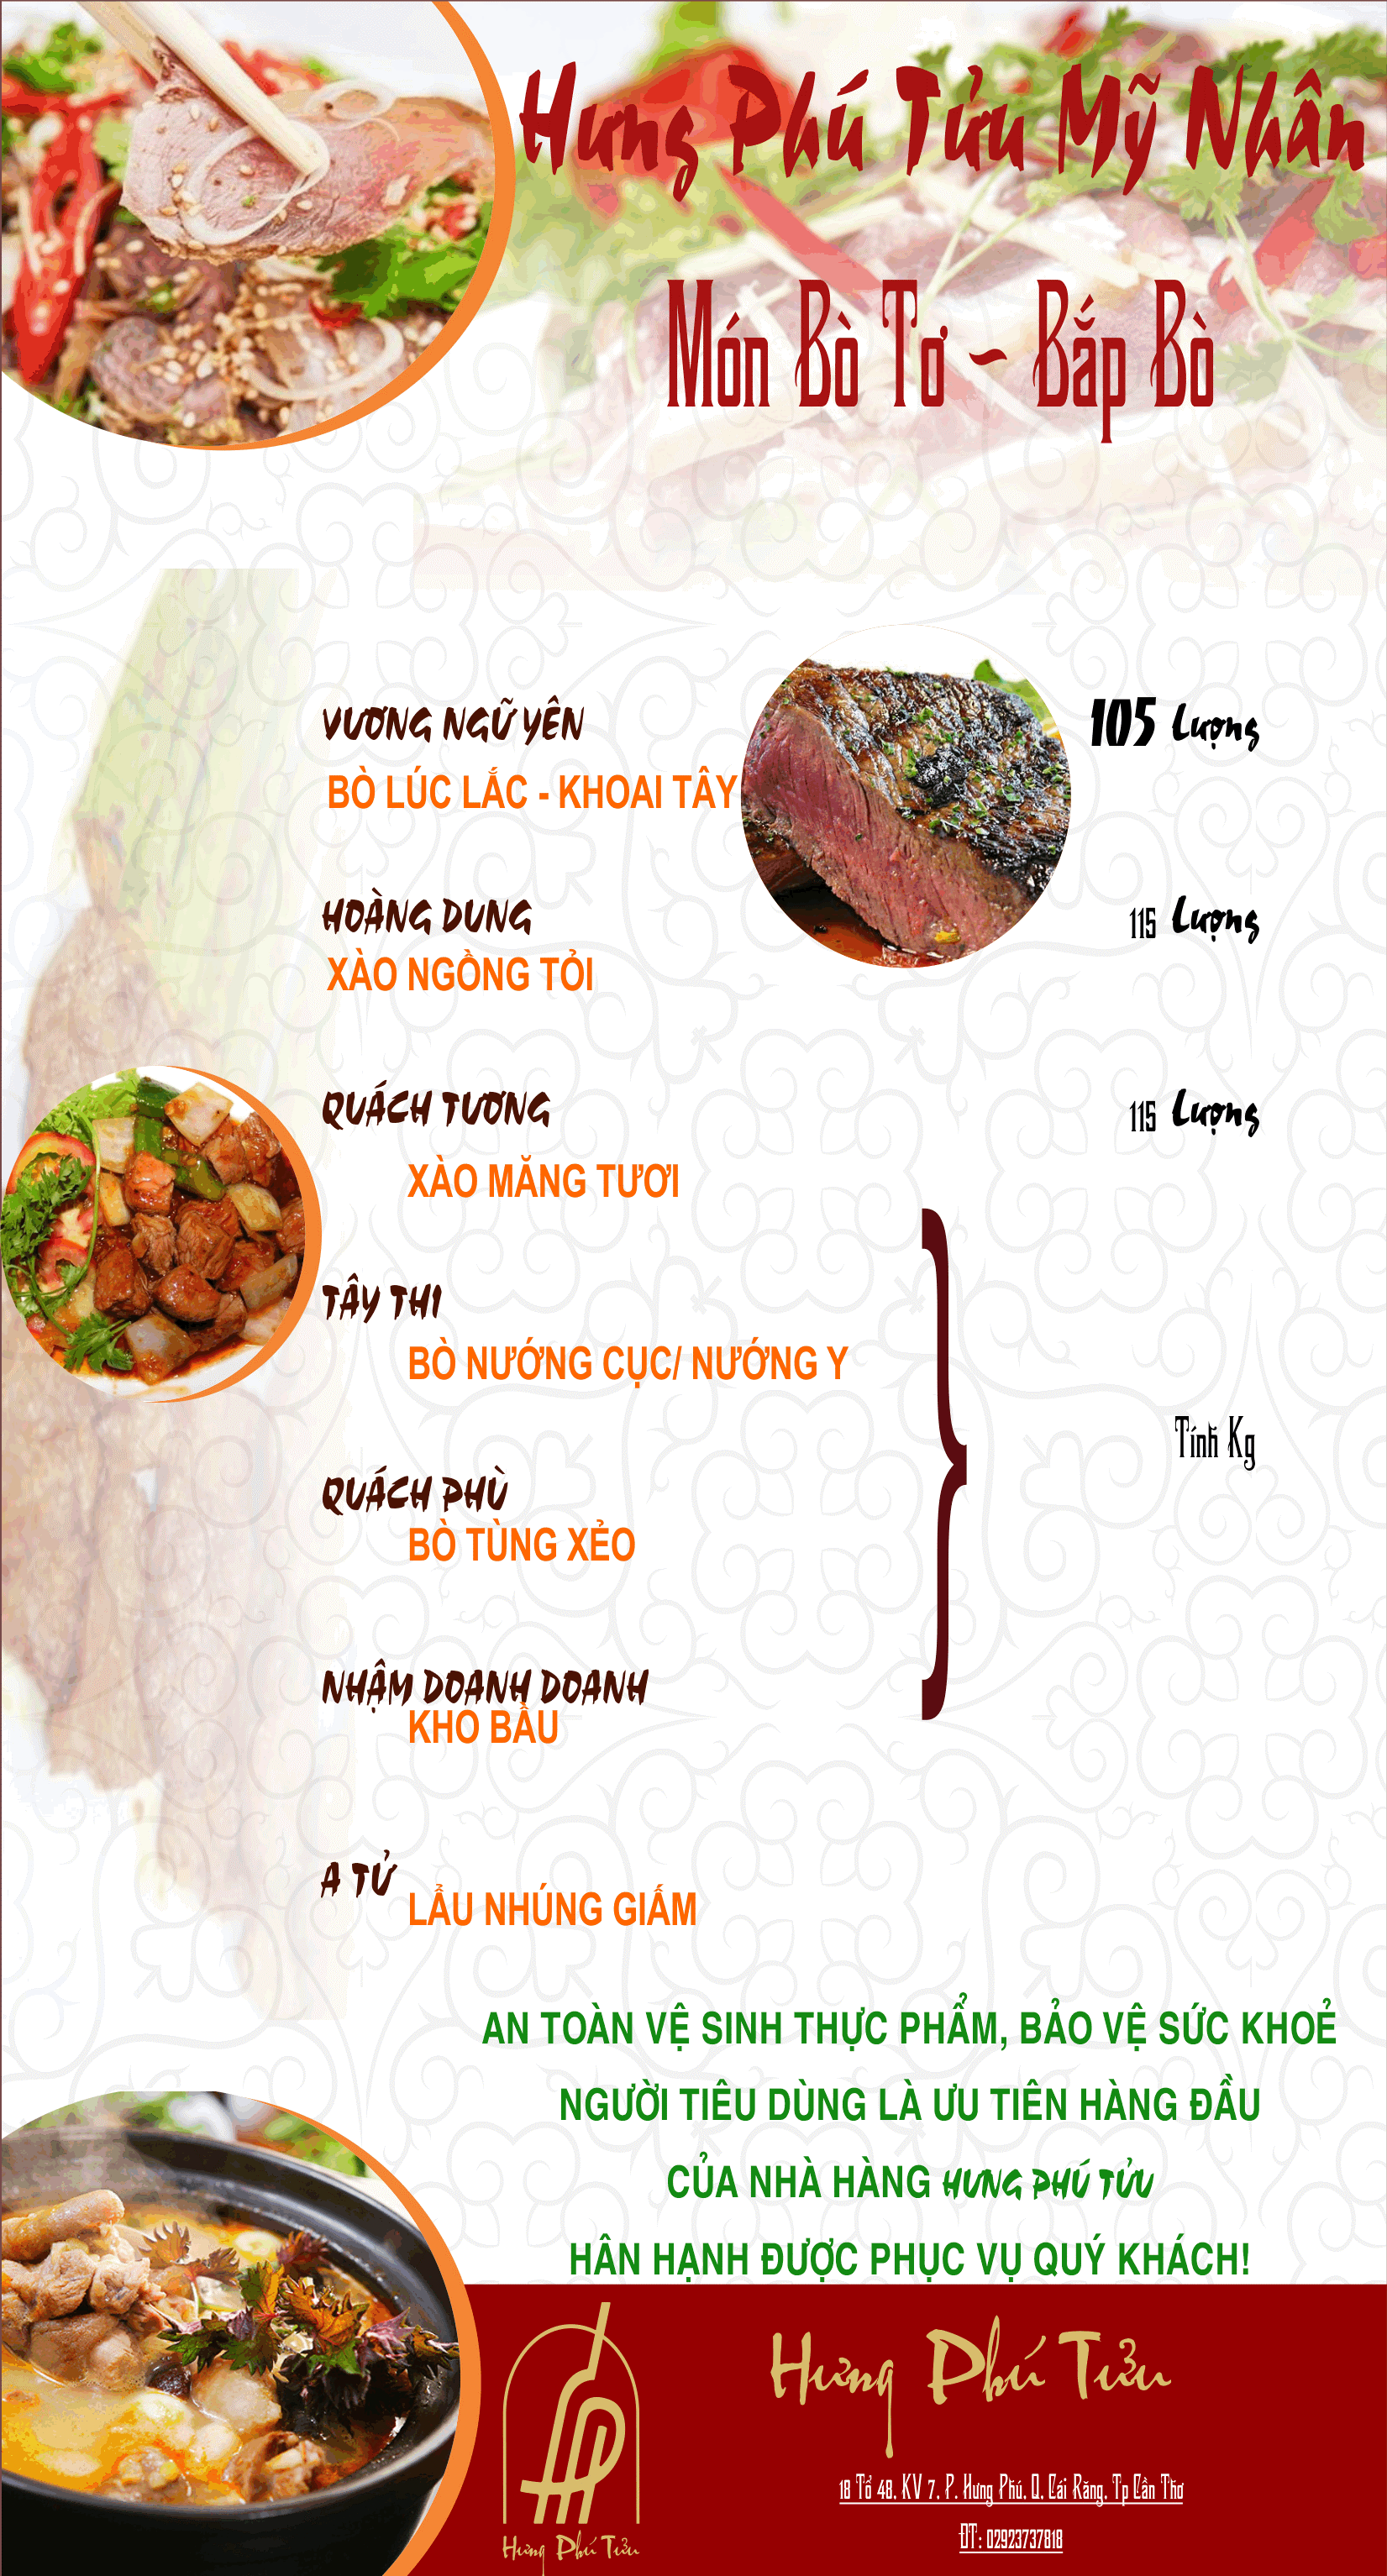 Hưng Phú Tửu Mỹ Nhân
Món Bò Tơ - Bắp Bò
VƯƠNG NGŨ YÊN
105 Lượng
BÒ LÚC LẮC - KHOAI TÂY
HOÀNG DUNG
115 Lượng
XÀO NGỒNG TỎI
QUÁCH TƯƠNG
115 Lượng
XÀO MĂNG TƯƠI
TÂY THI
BÒ NƯỚNG CỤC/ NƯỚNG Y
Tính Kg
QUÁCH PHÙ
BÒ TÙNG XẺO
NHẬM DOANH DOANH
KHO BẦU
A TỬ
LẨU NHÚNG GIẤM
AN TOÀN VỆ SINH THỰC PHẨM, BẢO VỆ SỨC KHOẺ
NGƯỜI TIÊU DÙNG LÀ ƯU TIÊN HÀNG ĐẦU
CỦA NHÀ HÀNG HƯNG PHÚ TỬU
HÂN HẠNH ĐƯỢC PHỤC VỤ QUÝ KHÁCH!
Hưng Phú Tửu
Hưng Phú Tửu
18 Tổ 48, KV 7, P. Hưng Phú, Q. Cái Răng, Tp Cần Thơ
ĐT: 02923737818